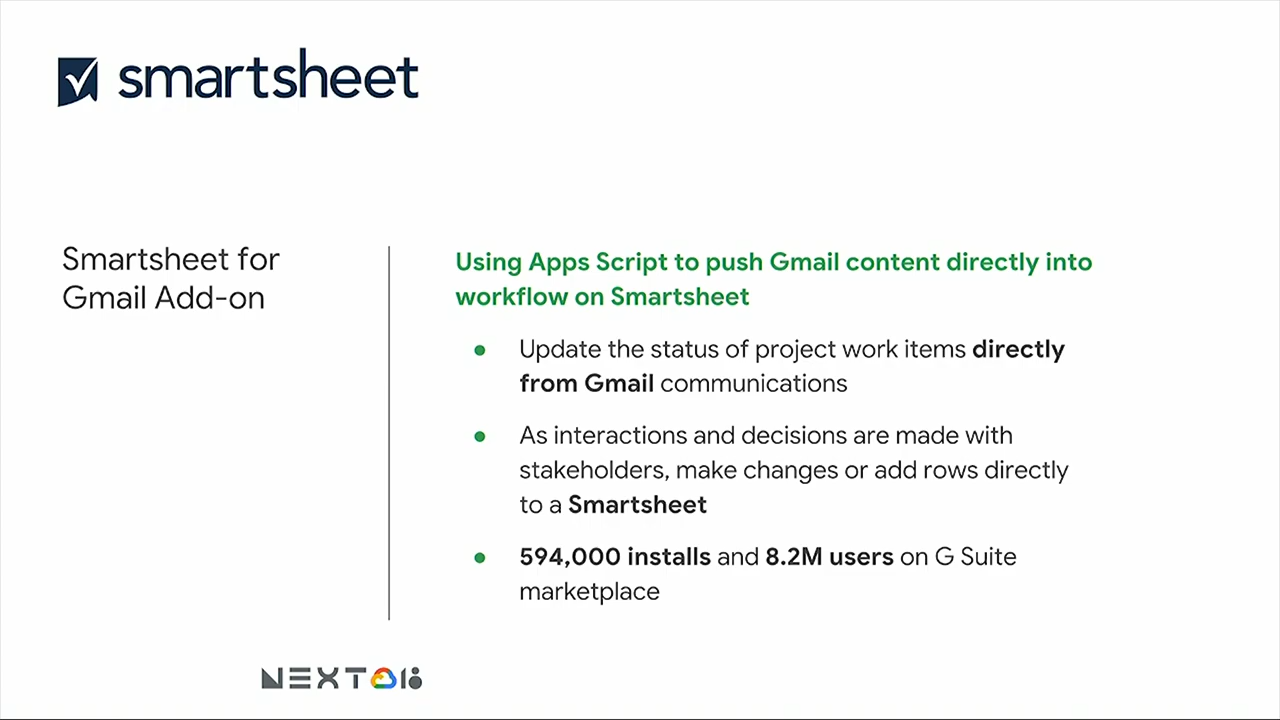 smartsheet
Smartsheet for
Gmail Add-on
Using Apps Script to push Gmail content directly into
workflow on Smartsheet
● Update the status of project work items directly
from Gmail communications
● As interactions and decisions are made with
stakeholders, make changes or add rows directly
to a Smartsheet
● 594,000 installs and 8.2M users on G Suite
marketplace
NEXT 18